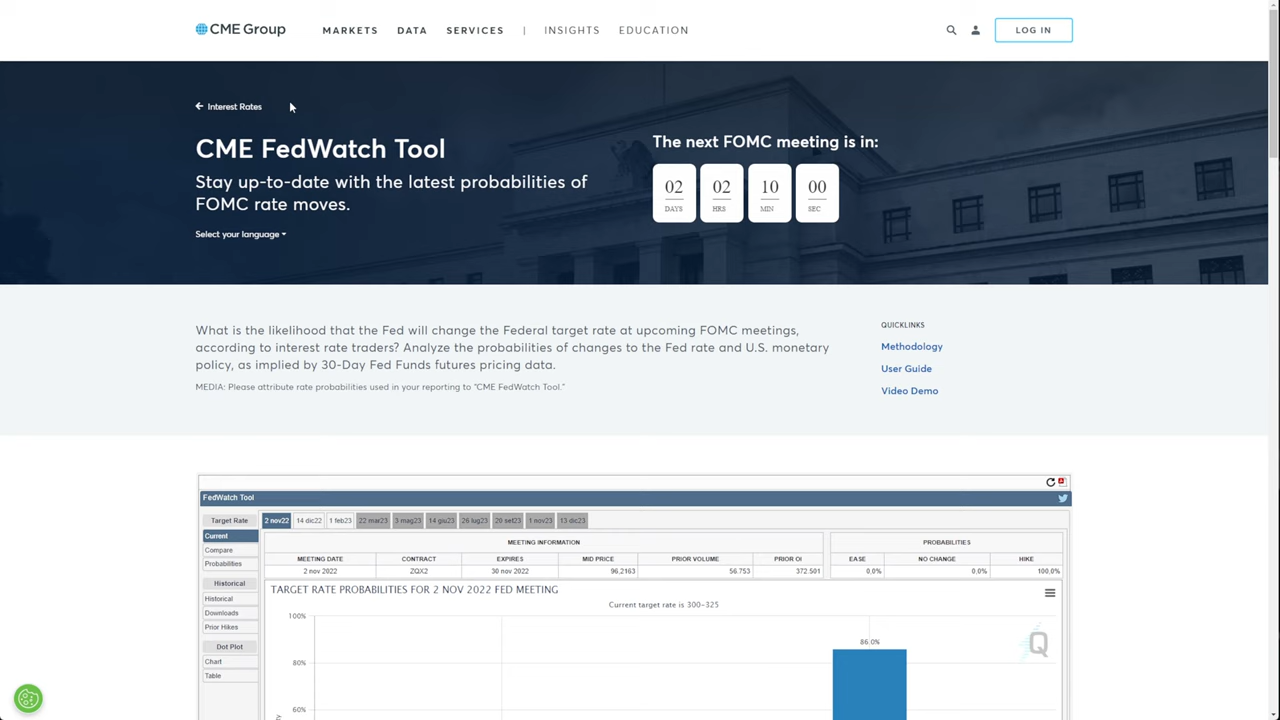 CME Group
MARKETS DATA SERVICES | INSIGHTS EDUCATION
LOG IN
Interest Rates
CME FedWatch Tool
Stay up-to-date with the latest probabilities of
FOMC rate moves.
Select your language
The next FOMC meeting is in:
02 02 10 00
DAYS HRS MIN SEC
What is the likelihood that the Fed will change the Federal target rate at upcoming FOMC meetings,
according to interest rate traders? Analyze the probabilities of changes to the Fed rate and U.S. monetary
policy, as implied by 30-Day Fed Funds futures pricing data.
MEDIA: Please attribute rate probabilities used in your reporting to “CME FedWatch Tool.”
QUICKLINKS
Methodology
User Guide
Video Demo
FedWatch Tool
Target Rate
Current
Compare
Probabilities
Historical
Historical
Downloads
Prior Hikes
Dot Plot
Chart
Table
2 nov22 14 dic22 1 feb23 22 mar23 3 mag23 14 giu23 26 lug23 20 set23 1 nov23 13 dic23
MEETING INFORMATION
MEETING DATE CONTRACT EXPIRES MID PRICE PRIOR VOLUME PRIOR OI
2 nov 2022 ZQX2 30 nov 2022 96,2163 56.753 372.501
PROBABILITIES
EASE NO CHANGE HIKE
0,0% 0,0% 100,0%
TARGET RATE PROBABILITIES FOR 2 NOV 2022 FED MEETING
Current target rate is 300-325
100%
80%
60%
86.0%
Q